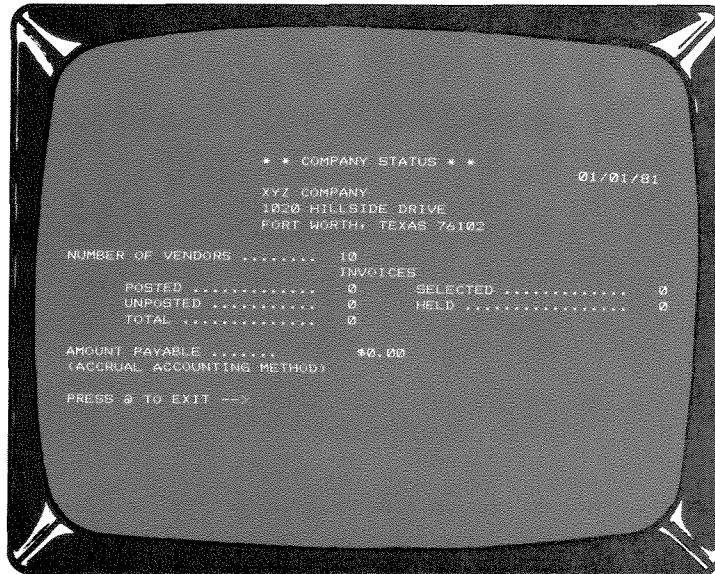 * * COMPANY STATUS * *
01/01/81
XYZ COMPANY
1020 HILLSIDE DRIVE
FORT WORTH, TEXAS 76102
NUMBER OF VENDORS ........ 10
INVOICES
POSTED ............. 0 SELECTED ............. 0
UNPOSTED ........... 0 HELD ................. 0
TOTAL .............. 0
AMOUNT PAYABLE ....... $0.00
(ACCRUAL ACCOUNTING METHOD)
PRESS @ TO EXIT -->